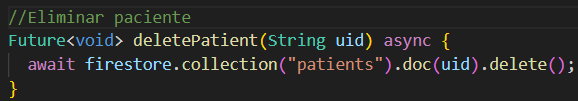 //Eliminar paciente
Future<void> deletePatient(String uid) async {
  await firestore.collection("patients").doc(uid).delete();
}